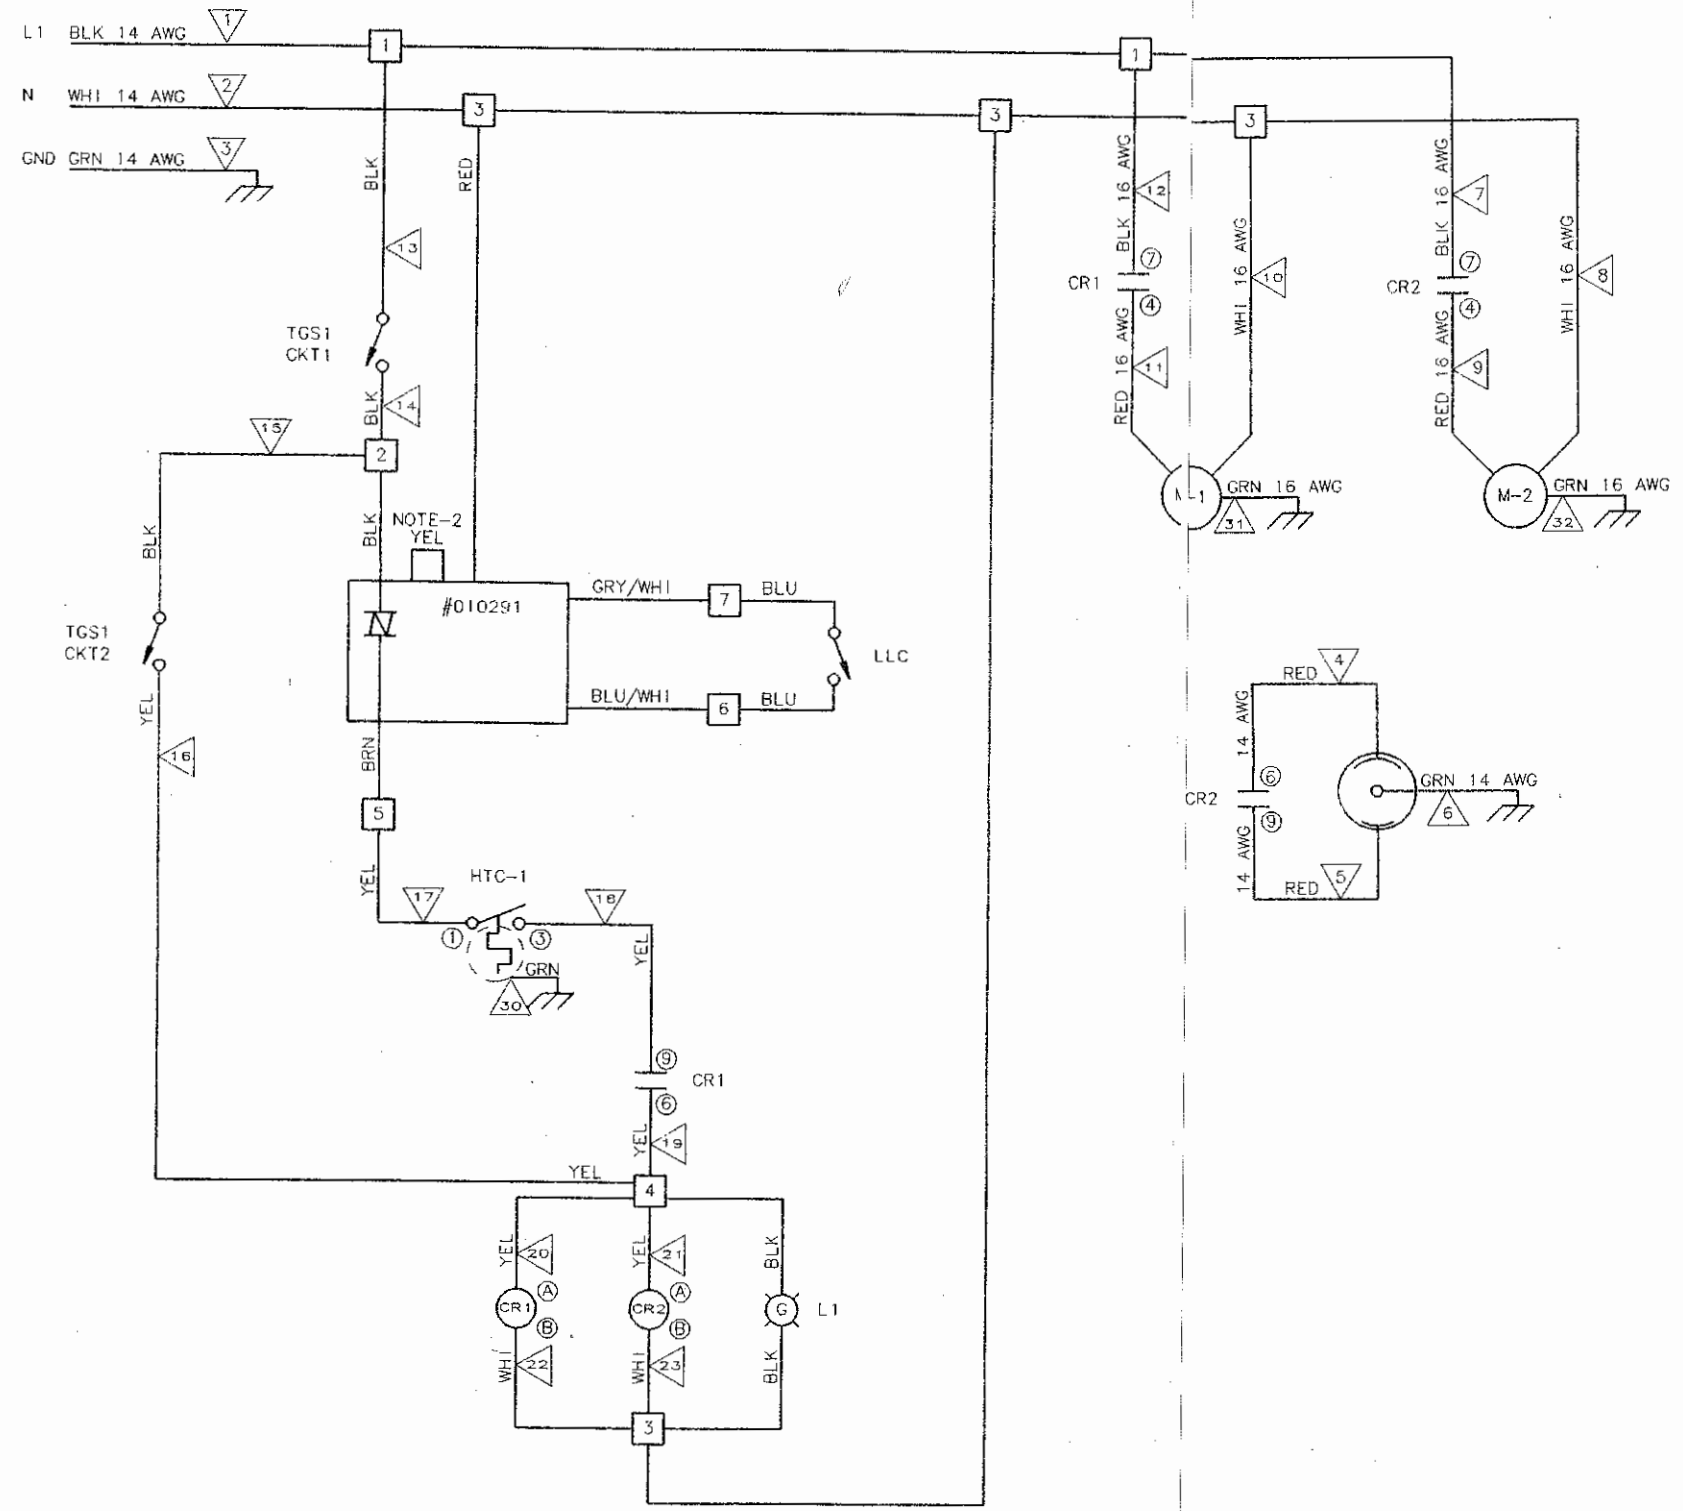 L1 BLK 14 AWG 1
1
1
N WHI 14 AWG 2
3
3
3
GND GRN 14 AWG 3
BLK
RED
13
TGS1
CKT1
BLK
14
15
2
BLK
BLK
NOTE-2
YEL
#010291
GRY/WHI 7 BLU
LLC
BLU/WHI 6 BLU
TGS1
CKT2
YEL
16
BRN
5
YEL
17
HTC-1
18
1
3
GRN
30
YEL
9
CR1
6
YEL
19
YEL
4
YEL
20
YEL
21
BLK
CR1
A
B
CR2
A
B
G
L1
WHI
22
WHI
23
BLK
3
BLK 16 AWG
12
CR1
7
4
RED 16 AWG
11
WHI 16 AWG
10
BLK 16 AWG
7
CR2
7
4
RED 16 AWG
9
WHI 16 AWG
8
M-1
GRN 16 AWG
31
M-2
GRN 16 AWG
32
RED
4
14 AWG
CR2
6
9
14 AWG
GRN 14 AWG
6
RED
5